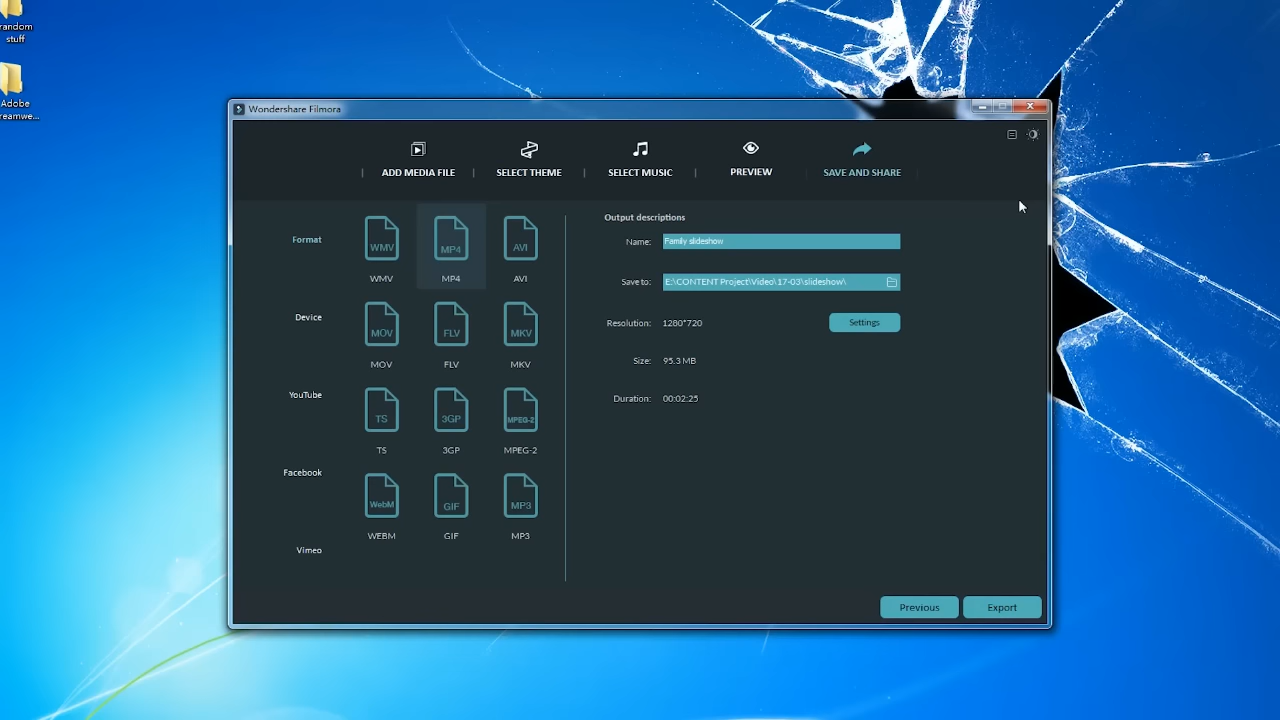 random
stuff
Adobe
reamwe...
Wondershare Filmora
ADD MEDIA FILE
SELECT THEME
SELECT MUSIC
PREVIEW
SAVE AND SHARE
Format
Device
YouTube
Facebook
Vimeo
WMV
MP4
AVI
WMV
MP4
AVI
MOV
FLV
MKV
MOV
FLV
MKV
TS
3GP
MPEG-2
TS
3GP
MPEG-2
WebM
GIF
MP3
WEBM
GIF
MP3
Output descriptions
Name: Family slideshow
Save to: E:\CONTENT Project\Video\17-03\slideshow\
Resolution: 1280*720
Settings
Size: 95.3 MB
Duration: 00:02:25
Previous
Export